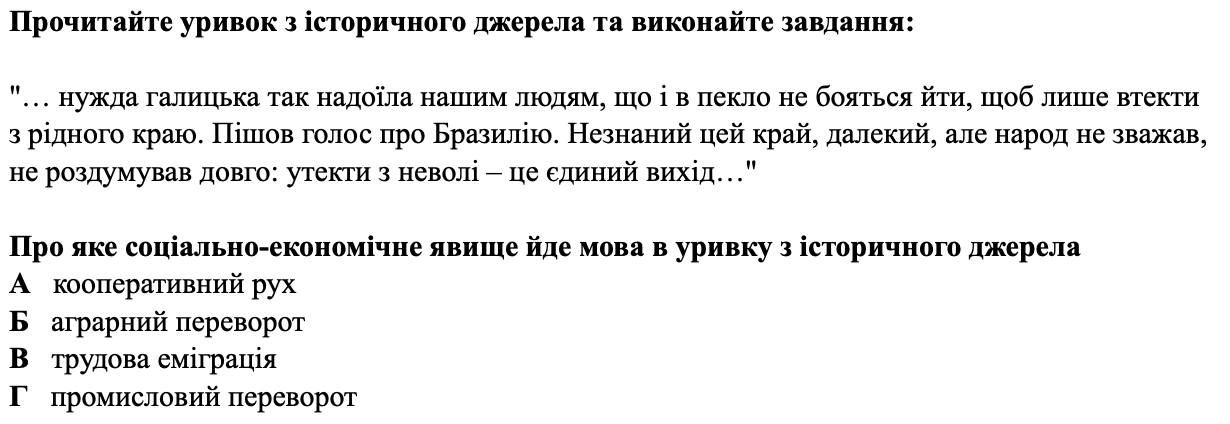 Прочитайте уривок з історичного джерела та виконайте завдання:
"… нужда галицька так надоїла нашим людям, що і в пекло не бояться йти, щоб лише втекти
з рідного краю. Пішов голос про Бразилію. Незнаний цей край, далекий, але народ не зважав,
не роздумував довго: утекти з неволі – це єдиний вихід…"
Про яке соціально-економічне явище йде мова в уривку з історичного джерела
А кооперативний рух
Б аграрний переворот
В трудова еміграція
Г промисловий переворот